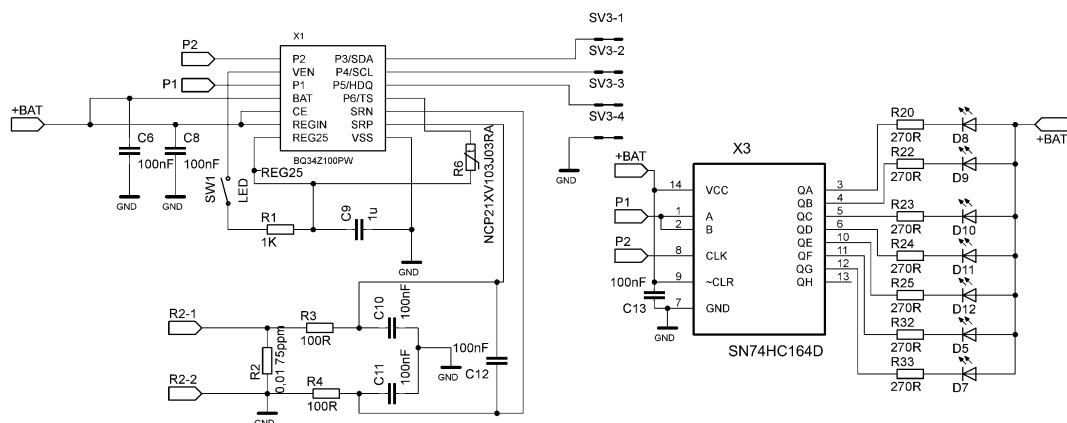 SV3-1
X1
P2
P2
P3/SDA
SV3-2
VEN
P4/SCL
SV3-3
P1
P1
P5/HDQ
+BAT
BAT
P6/TS
SV3-4
CE
SRN
REGIN
SRP
REG25
VSS
C6
100nF
C8
100nF
BQ34Z100PW
REG25
R6
NCP21XV103J03RA
GND
GND
GND
SW1
LED
R1
1K
C9
1u
GND
R2-1
R3
100R
C10
100nF
R2
0,01 75ppm
GND
100nF
C12
R2-2
R4
100R
C11
100nF
GND
+BAT
X3
P1
P2
14
VCC
1
A
2
B
8
CLK
9
~CLR
7
GND
100nF
C13
GND
QA
3
QB
4
QC
5
QD
6
QE
10
QF
11
QG
12
QH
13
SN74HC164D
R20
270R
D8
+BAT
R22
270R
D9
R23
270R
D10
R24
270R
D11
R25
270R
D12
R32
270R
D5
R33
270R
D7